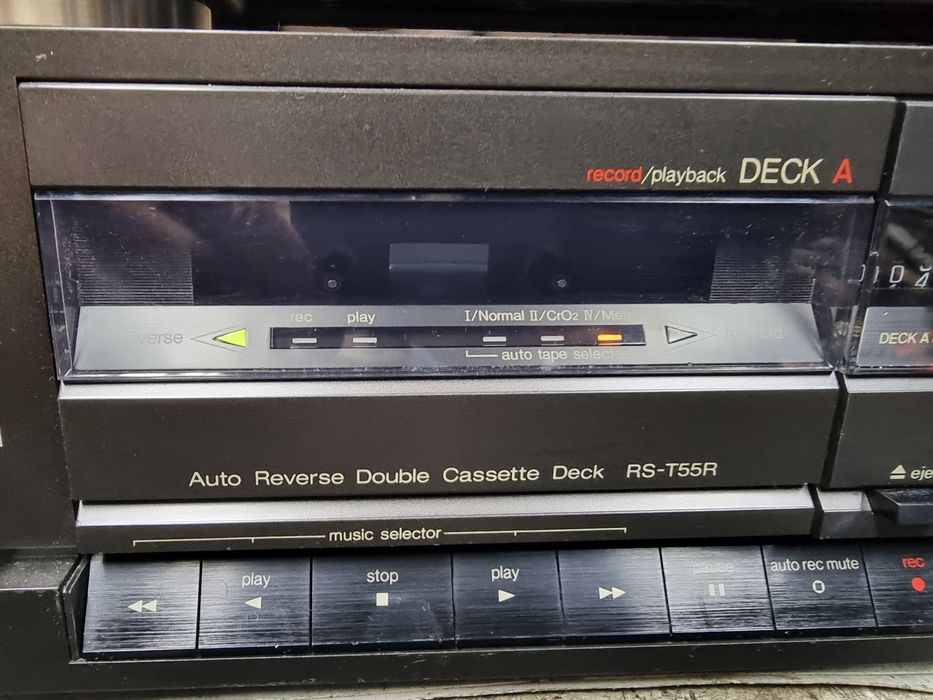 record/playback DECK A
rec play I/Normal II/CrO2 IV/Metal
auto tape select
DECK A
Auto Reverse Double Cassette Deck RS-T55R
music selector
play stop play pause auto rec mute rec